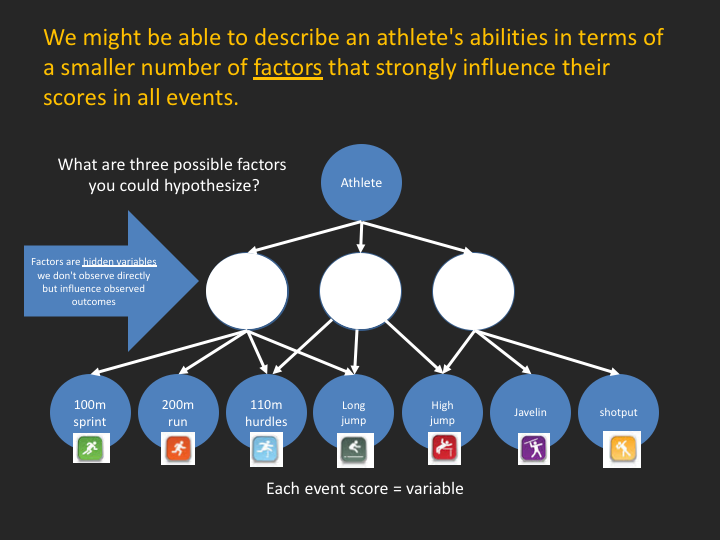 We might be able to describe an athlete's abilities in terms of
a smaller number of factors that strongly influence their
scores in all events.
What are three possible factors
you could hypothesize?
Athlete
Factors are hidden variables
we don't observe directly
but influence observed
outcomes
100m
sprint
200m
run
110m
hurdles
Long
jump
High
jump
Javelin
shotput
Each event score = variable